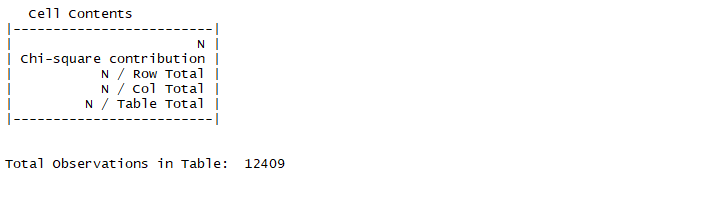 Cell Contents
|-------------------------|
|                       N |
| Chi-square contribution |
|           N / Row Total |
|           N / Col Total |
|         N / Table Total |
|-------------------------|
Total Observations in Table:  12409